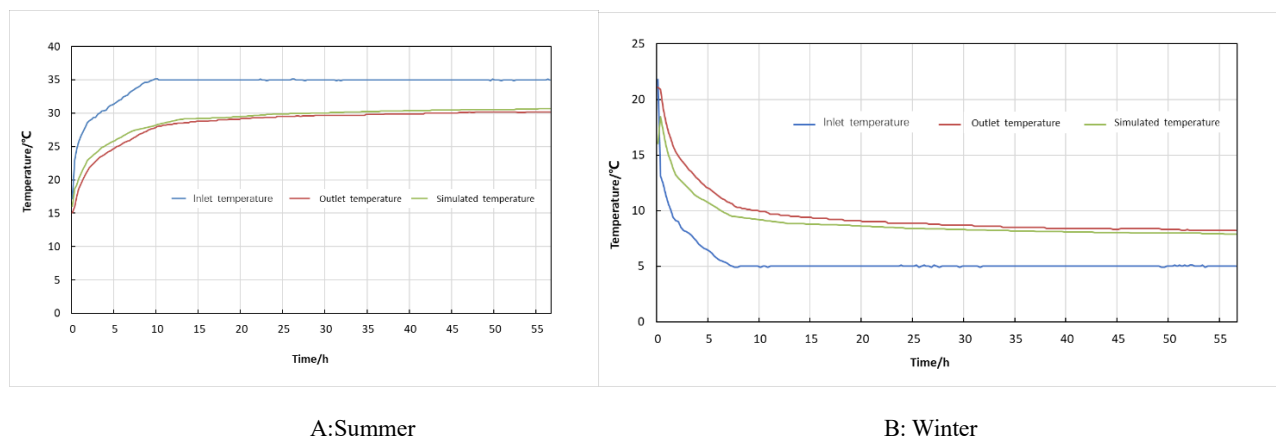 40
35
30
25
20
15
10
5
0
Temperature/℃
Inlet temperature
Outlet temperature
Simulated temperature
0 5 10 15 20 25 30 35 40 45 50 55
Time/h
A:Summer
25
20
15
10
5
0
Temperature/℃
Inlet temperature
Outlet temperature
Simulated temperature
0 5 10 15 20 25 30 35 40 45 50 55
Time/h
B: Winter